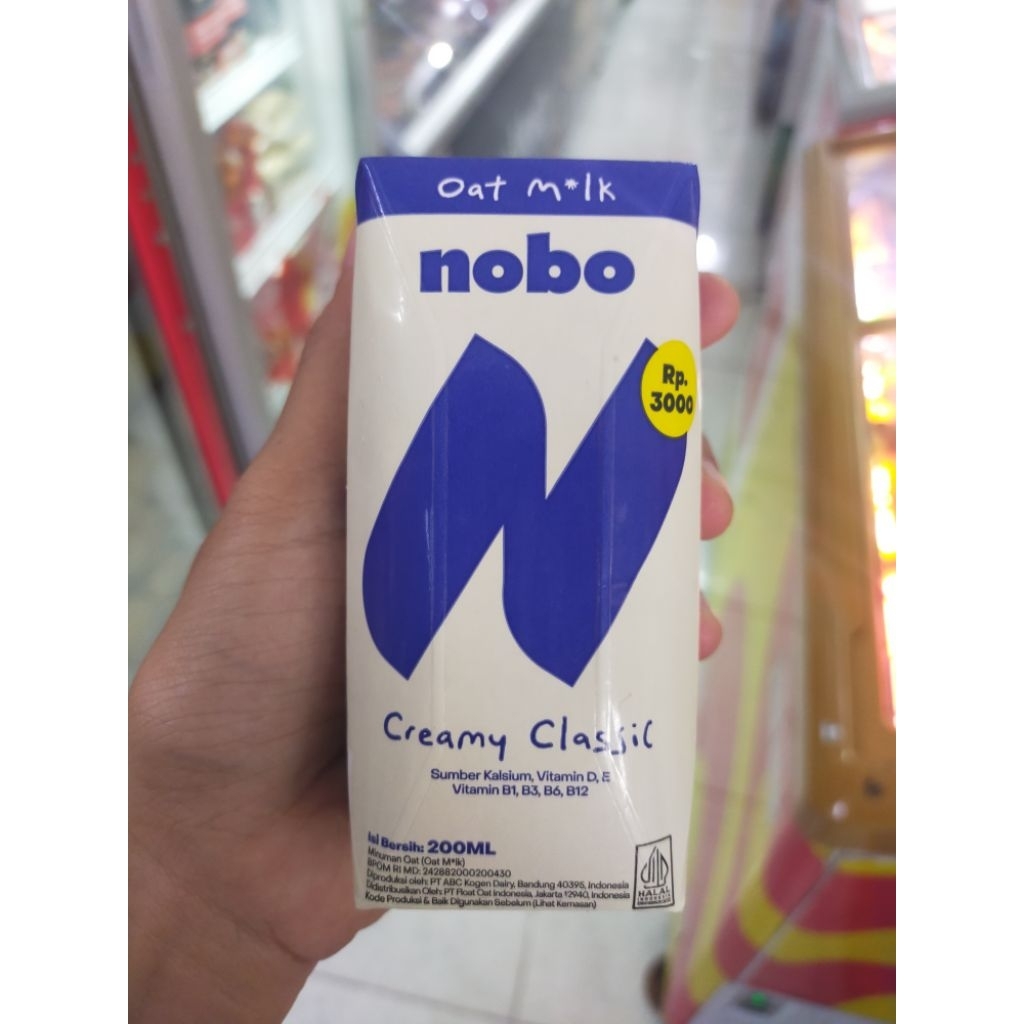 Oat M*lk
nobo
Rp.
3000
Creamy Classic
Sumber Kalsium, Vitamin D, E
Vitamin B1, B3, B6, B12
Isi Bersih: 200ML
Minuman Oat (Oat M*lk)
BPOM RI MD: 242882000200430
Diproduksi oleh: PT ABC Kogen Dairy, Bandung 40395, Indonesia
Didistribusikan Oleh: PT Float Oat Indonesia, Jakarta 12940, Indonesia
Kode Produksi & Baik Digunakan Sebelum (Lihat Kemasan)
HALAL
INDONESIA